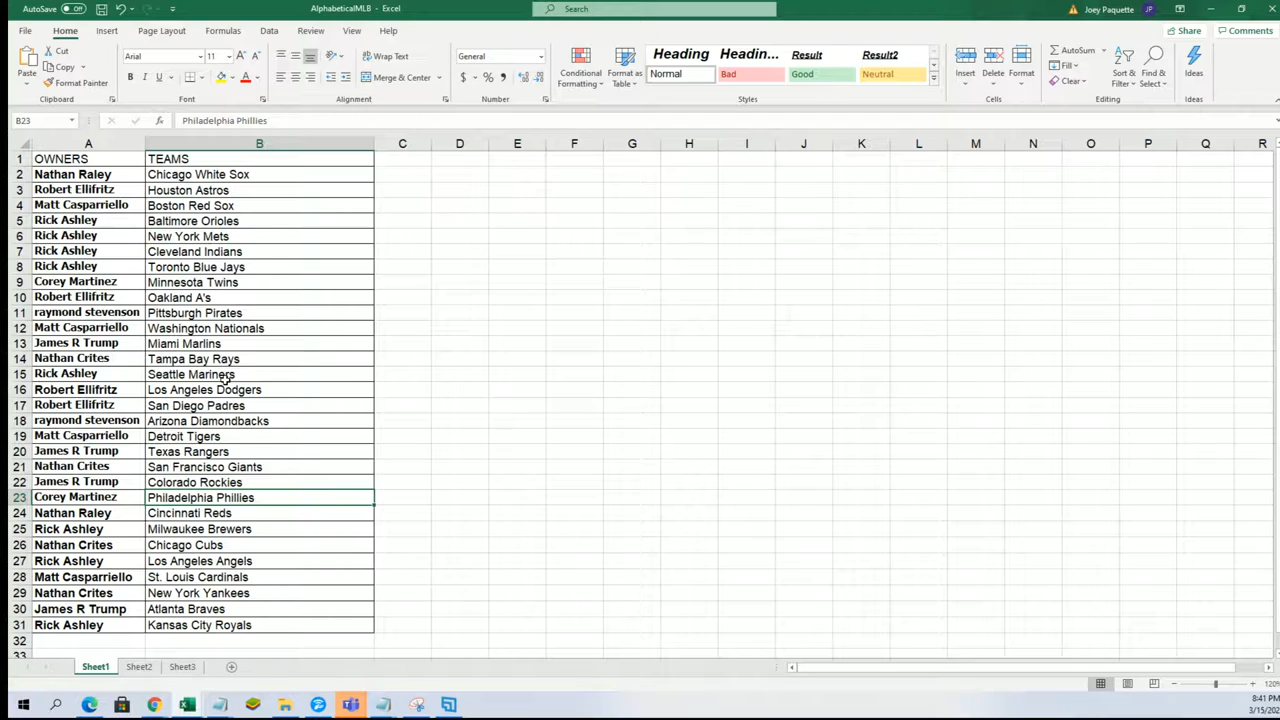 AutoSave Off AlphabeticalMLB - Excel Search Joey Paquette JP
File Home Insert Page Layout Formulas Data Review View Help Share Comments
Cut
Copy
Format Painter
Paste
Clipboard
Arial 11
B I U
Font
Wrap Text
Merge & Center
Alignment
General
$ % ,
Number
Conditional Formatting
Format as Table
Heading Headin... Result Result2
Normal Bad Good Neutral
Styles
Insert Delete Format
Cells
AutoSum
Fill
Clear
Sort & Filter
Find & Select
Editing
Ideas
Ideas
B23 fx Philadelphia Phillies
A B C D E F G H I J K L M N O P Q R
1 OWNERS TEAMS
2 Nathan Raley Chicago White Sox
3 Robert Ellifritz Houston Astros
4 Matt Casparriello Boston Red Sox
5 Rick Ashley Baltimore Orioles
6 Rick Ashley New York Mets
7 Rick Ashley Cleveland Indians
8 Rick Ashley Toronto Blue Jays
9 Corey Martinez Minnesota Twins
10 Robert Ellifritz Oakland A's
11 raymond stevenson Pittsburgh Pirates
12 Matt Casparriello Washington Nationals
13 James R Trump Miami Marlins
14 Nathan Crites Tampa Bay Rays
15 Rick Ashley Seattle Mariners
16 Robert Ellifritz Los Angeles Dodgers
17 Robert Ellifritz San Diego Padres
18 raymond stevenson Arizona Diamondbacks
19 Matt Casparriello Detroit Tigers
20 James R Trump Texas Rangers
21 Nathan Crites San Francisco Giants
22 James R Trump Colorado Rockies
23 Corey Martinez Philadelphia Phillies
24 Nathan Raley Cincinnati Reds
25 Rick Ashley Milwaukee Brewers
26 Nathan Crites Chicago Cubs
27 Rick Ashley Los Angeles Angels
28 Matt Casparriello St. Louis Cardinals
29 Nathan Crites New York Yankees
30 James R Trump Atlanta Braves
31 Rick Ashley Kansas City Royals
32
33
Sheet1 Sheet2 Sheet3
120%
8:41 PM
3/15/202